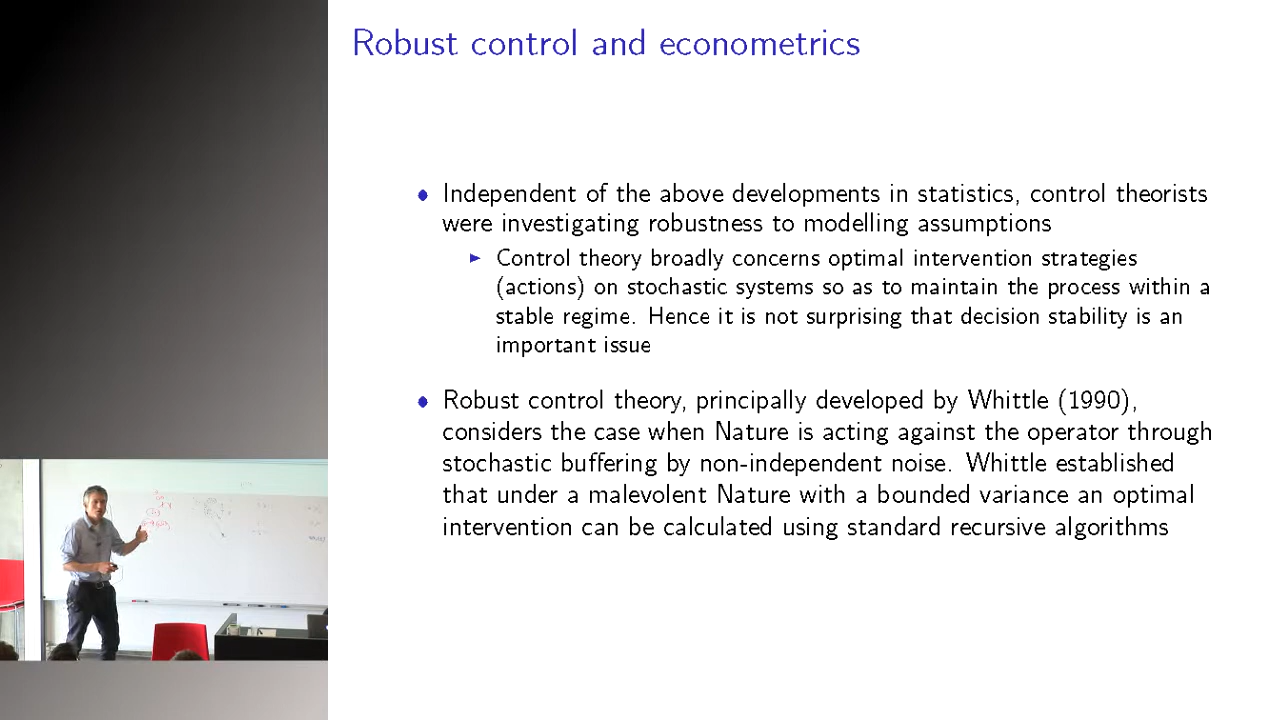 Robust control and econometrics
• Independent of the above developments in statistics, control theorists
were investigating robustness to modelling assumptions
▶ Control theory broadly concerns optimal intervention strategies
(actions) on stochastic systems so as to maintain the process within a
stable regime. Hence it is not surprising that decision stability is an
important issue
• Robust control theory, principally developed by Whittle (1990),
considers the case when Nature is acting against the operator through
stochastic buffering by non-independent noise. Whittle established
that under a malevolent Nature with a bounded variance an optimal
intervention can be calculated using standard recursive algorithms